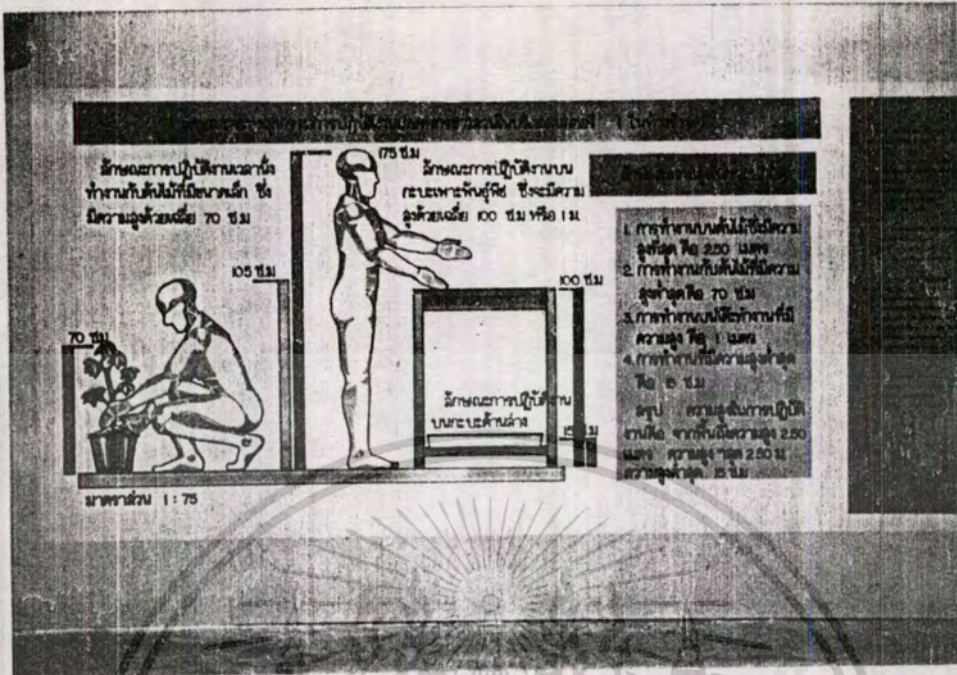 ลักษณะการปฏิบัติงานเวลานั่ง
ทำงานกับต้นไม้ที่มีขนาดเล็ก ซึ่ง
มีความสูงด้วยเฉลี่ย 70 ซ.ม
175 ซ.ม
ลักษณะการปฏิบัติงานบน
กะบะเพาะพันธุ์พืช ซึ่งจะมีความ
สูงด้วยเฉลี่ย 100 ซ.ม หรือ 1 ม.
105 ซ.ม
70 ซ.ม
100 ซ.ม
ลักษณะการปฏิบัติงาน
บนกะบะด้านล่าง
15 ซ.ม
มาตราส่วน 1 : 75
1. การทำงานบนต้นไม้ซึ่งมีความ
สูงที่สุด คือ 2.50 เมตร
2. การทำงานกับต้นไม้ที่มีความ
สูงต่ำสุดคือ 70 ซ.ม
3. การทำงานบนโต๊ะทำงานที่มี
ความสูง คือ 1 เมตร
4. การทำงานที่มีความสูงต่ำสุด
คือ 15 ซ.ม
สรุป ความสูงในการปฏิบัติ
งานคือ จากพื้นถึงความสูง 2.50
เมตร ความสูง 2.50 ม
ความสูงต่ำสุด 15 ซ.ม